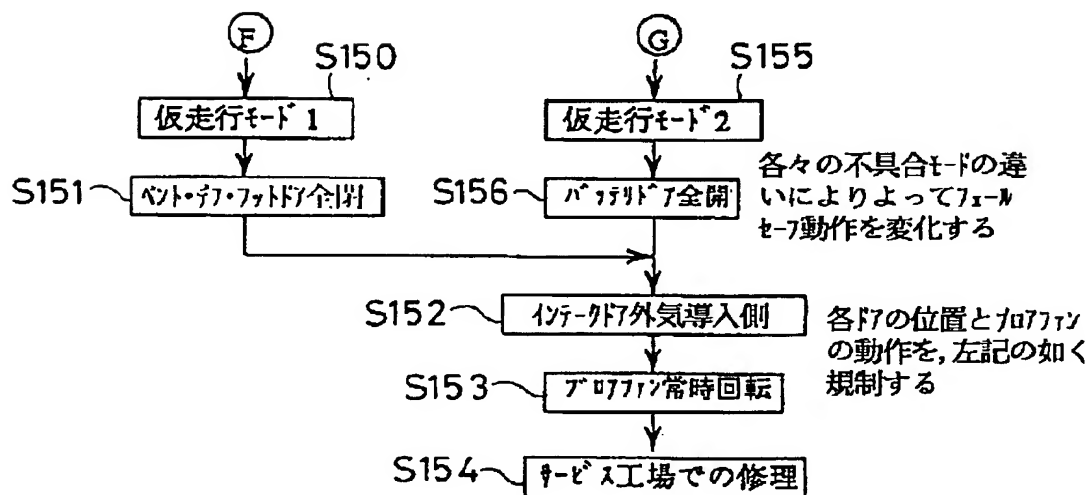 F
G
S150
S155
仮走行ﾓｰﾄﾞ1
仮走行ﾓｰﾄﾞ2
各々の不具合ﾓｰﾄﾞの違
いによりよってﾌｪｰﾙ
ｾｰﾌ動作を変化する
S151
ﾍﾞﾝﾄ･ﾃﾞﾌ･ﾌｯﾄﾄﾞｱ
S156
ﾊﾞｯﾃﾘﾄﾞｱ全開
S152
ｲﾝﾃｰｸﾄﾞｱ外気導入側
各ﾄﾞｱの位置とﾌﾞﾛｱﾌｧﾝ
の動作を,左記の如く
規制する
S153
ﾌﾞﾛｱﾌｧﾝ常時回転
S154
ｻｰﾋﾞｽ工場での修理